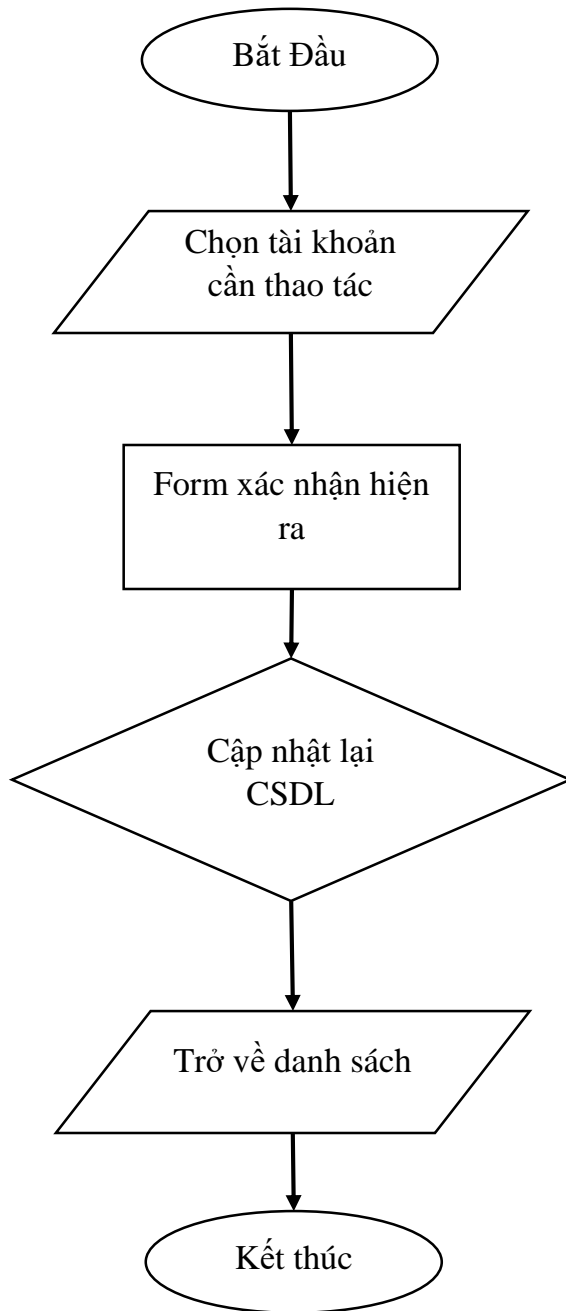 Bắt Đầu
Chọn tài khoản
cần thao tác
Form xác nhận hiện
ra
Cập nhật lại
CSDL
Trở về danh sách
Kết thúc